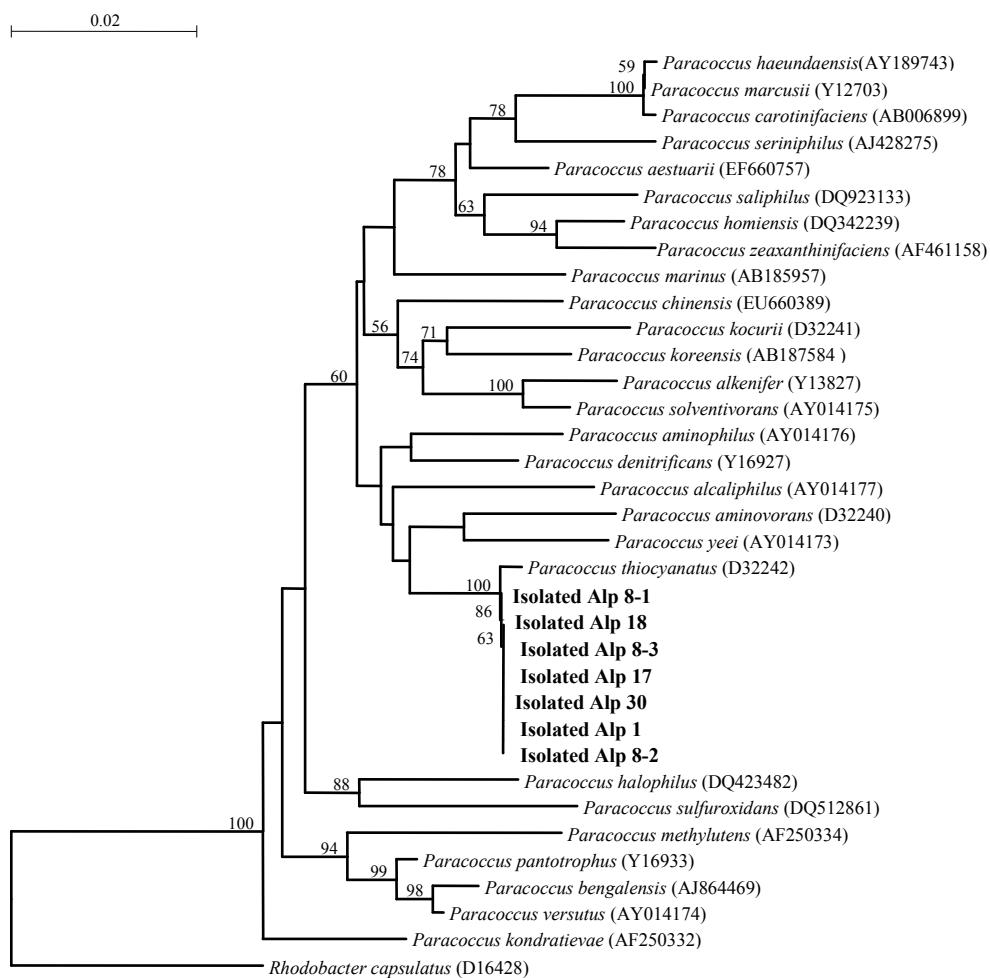 0.02
59
Paracoccus haeundaensis(AY189743)
100
Paracoccus marcusii (Y12703)
78
Paracoccus carotinifaciens (AB006899)
Paracoccus seriniphilus (AJ428275)
78
Paracoccus aestuarii (EF660757)
Paracoccus saliphilus (DQ923133)
63
Paracoccus homiensis (DQ342239)
94
Paracoccus zeaxanthinifaciens (AF461158)
Paracoccus marinus (AB185957)
Paracoccus chinensis (EU660389)
56
71
Paracoccus kocurii (D32241)
74
Paracoccus koreensis (AB187584 )
60
100
Paracoccus alkenifer (Y13827)
Paracoccus solventivorans (AY014175)
Paracoccus aminophilus (AY014176)
Paracoccus denitrificans (Y16927)
Paracoccus alcaliphilus (AY014177)
Paracoccus aminovorans (D32240)
Paracoccus yeei (AY014173)
Paracoccus thiocyanatus (D32242)
100
Isolated Alp 8-1
86
Isolated Alp 18
63
Isolated Alp 8-3
Isolated Alp 17
Isolated Alp 30
Isolated Alp 1
Isolated Alp 8-2
88
Paracoccus halophilus (DQ423482)
Paracoccus sulfuroxidans (DQ512861)
100
Paracoccus methylutens (AF250334)
94
Paracoccus pantotrophus (Y16933)
99
Paracoccus bengalensis (AJ864469)
98
Paracoccus versutus (AY014174)
Paracoccus kondratievae (AF250332)
Rhodobacter capsulatus (D16428)